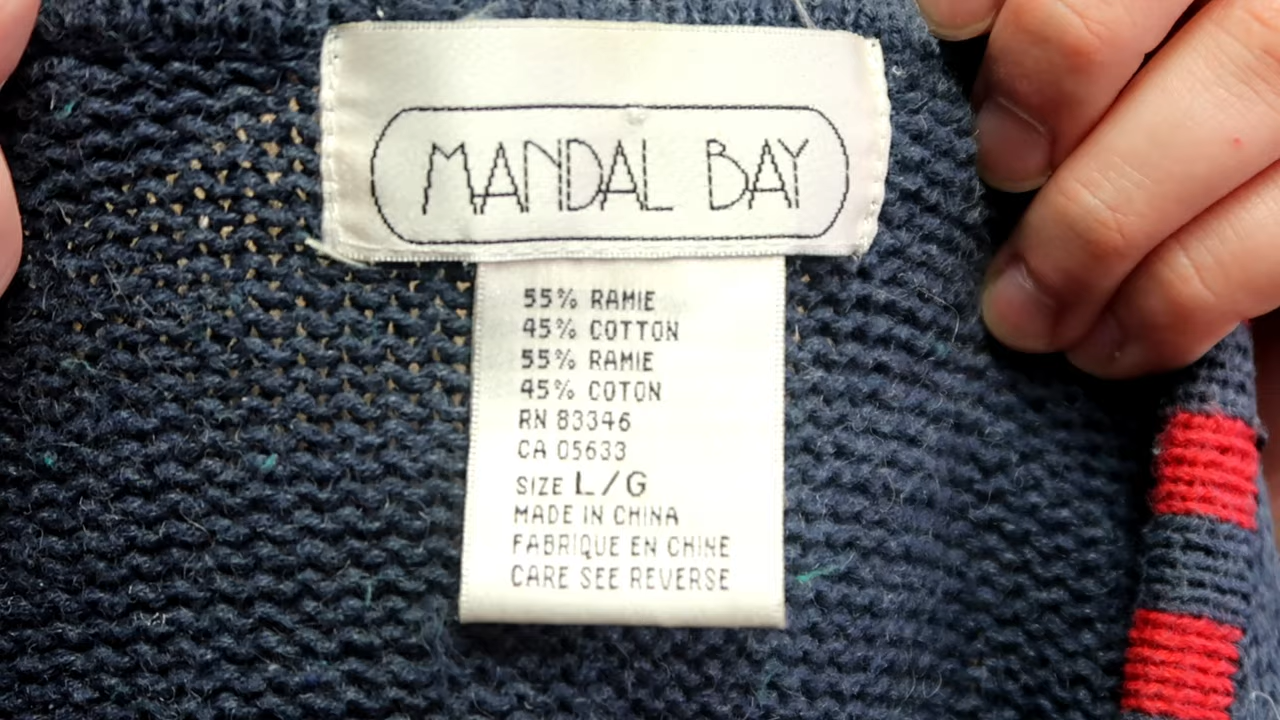 MANDAL BAY
55% RAMIE
45% COTTON
55% RAMIE
45% COTON
RN 83346
CA 05633
SIZE L/G
MADE IN CHINA
FABRIQUE EN CHINE
CARE SEE REVERSE